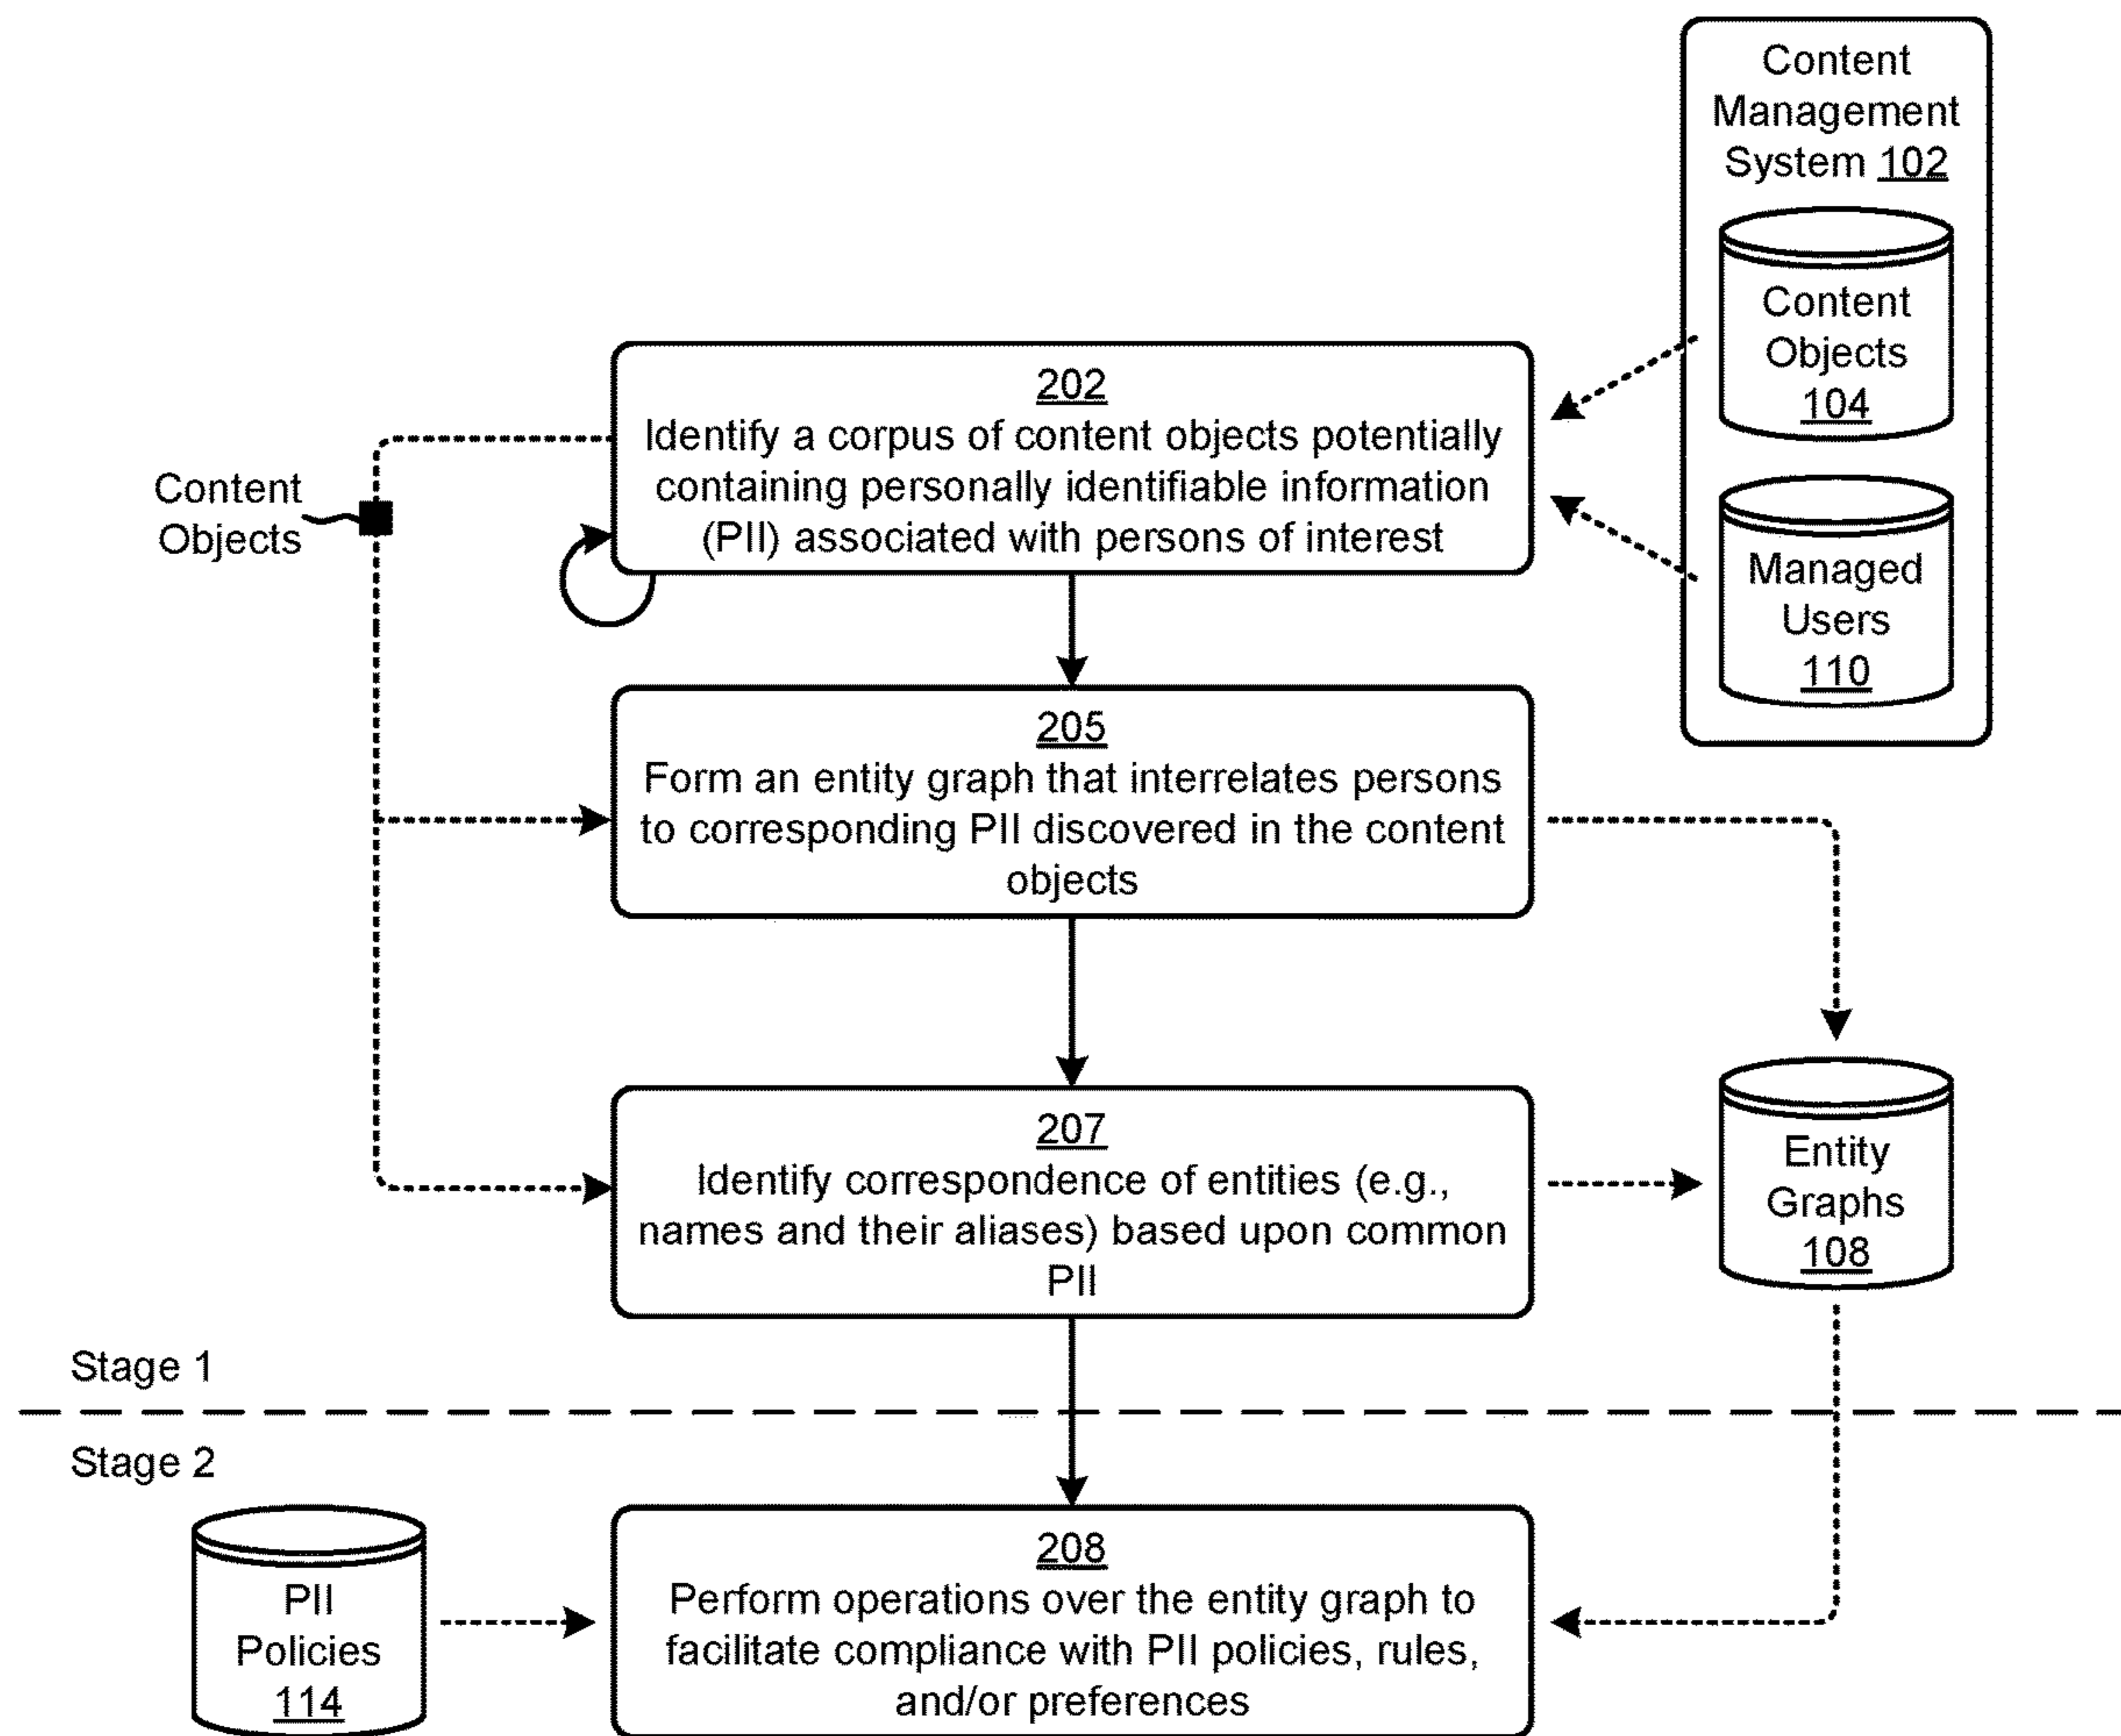 Content
Management
System 102
Content
Objects
104
Managed
Users
110
202
Identify a corpus of content objects potentially
containing personally identifiable information
(PII) associated with persons of interest
Content
Objects
205
Form an entity graph that interrelates persons
to corresponding PII discovered in the content
objects
207
Identify correspondence of entities (e.g.,
names and their aliases) based upon common
PII
Entity
Graphs
108
Stage 1
Stage 2
PII
Policies
114
208
Perform operations over the entity graph to
facilitate compliance with PII policies, rules,
and/or preferences